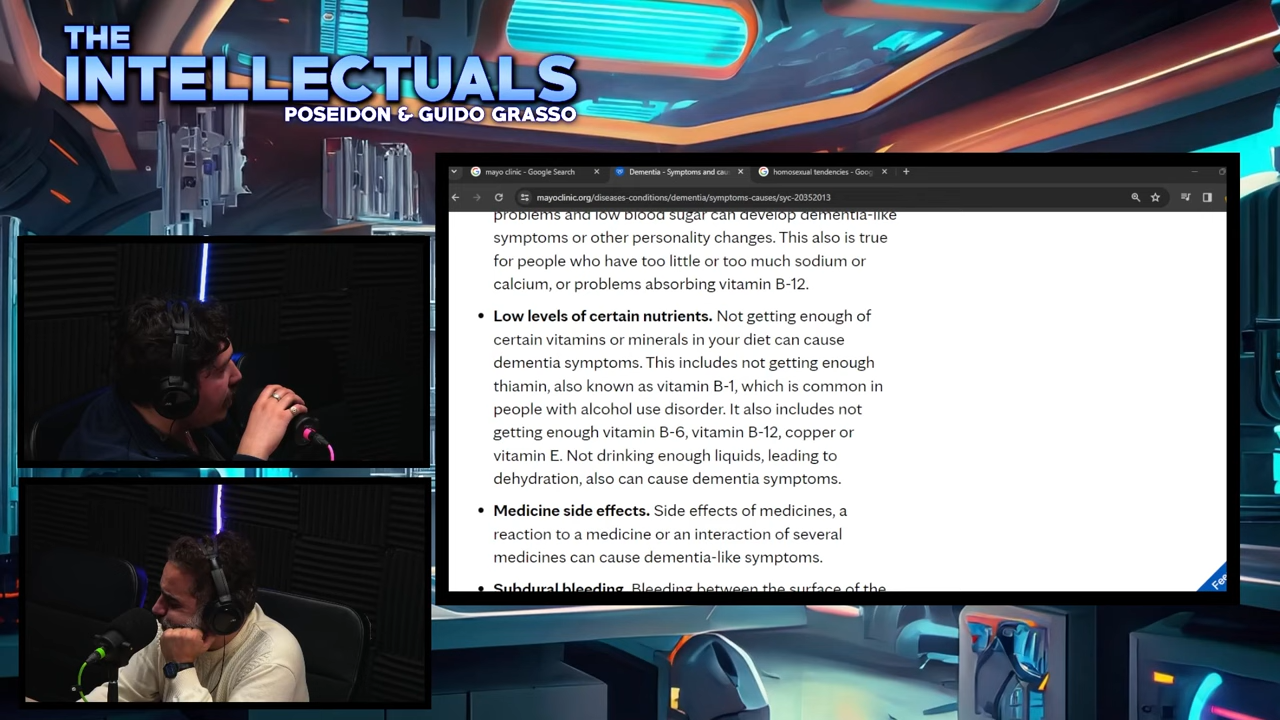 THE
INTELLECTUALS
POSEIDON & GUIDO GRASSO
mayo clinic - Google Search
Dementia - Symptoms and cau
homosexual tendencies - Goog
mayoclinic.org/diseases-conditions/dementia/symptoms-causes/syc-20352013
problems and low blood sugar can develop dementia-like
symptoms or other personality changes. This also is true
for people who have too little or too much sodium or
calcium, or problems absorbing vitamin B-12.
• Low levels of certain nutrients. Not getting enough of
certain vitamins or minerals in your diet can cause
dementia symptoms. This includes not getting enough
thiamin, also known as vitamin B-1, which is common in
people with alcohol use disorder. It also includes not
getting enough vitamin B-6, vitamin B-12, copper or
vitamin E. Not drinking enough liquids, leading to
dehydration, also can cause dementia symptoms.
• Medicine side effects. Side effects of medicines, a
reaction to a medicine or an interaction of several
medicines can cause dementia-like symptoms.
• Subdural bleeding. Bleeding between the surface of the
Fee